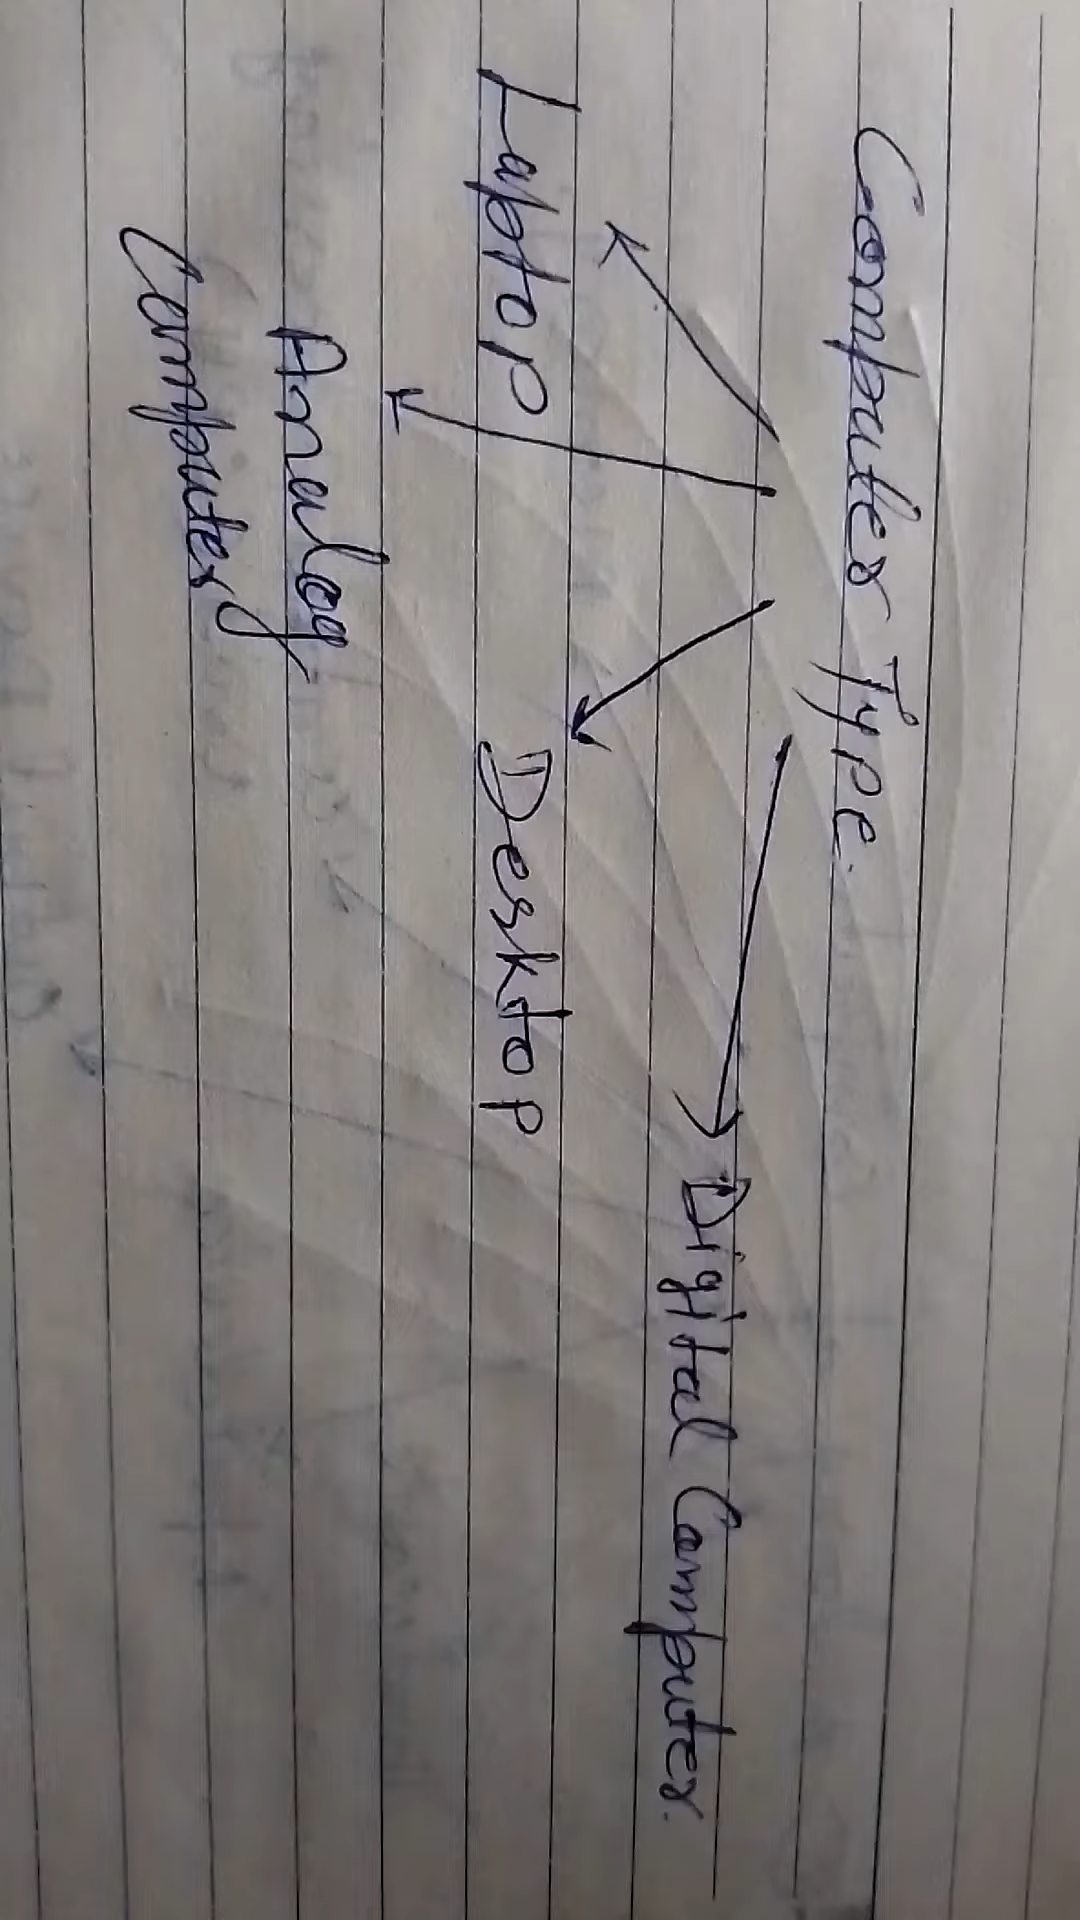 Computer Type.
Digital Computer.
Laptop
Desktop
Analog
Computer